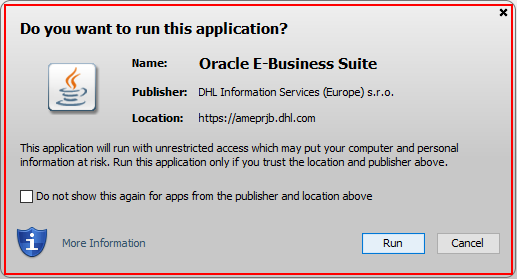 Do you want to run this application?
Name: Oracle E-Business Suite
Publisher: DHL Information Services (Europe) s.r.o.
Location: https://ameprjb.dhl.com
This application will run with unrestricted access which may put your computer and personal
information at risk. Run this application only if you trust the location and publisher above.
Do not show this again for apps from the publisher and location above
More Information
Run
Cancel